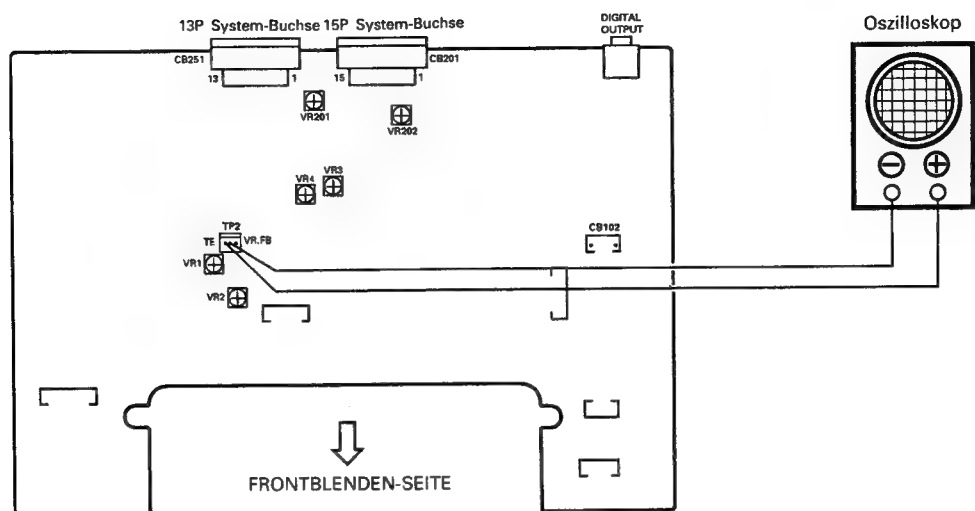 13P System-Buchse 15P System-Buchse
DIGITAL
OUTPUT
Oszilloskop
CB251
CB201
13 1 15 1
VR201
VR202
VR4 VR3
TP2
TE VR.FB
CB102
VR1
VR2
− +
FRONTBLENDEN-SEITE